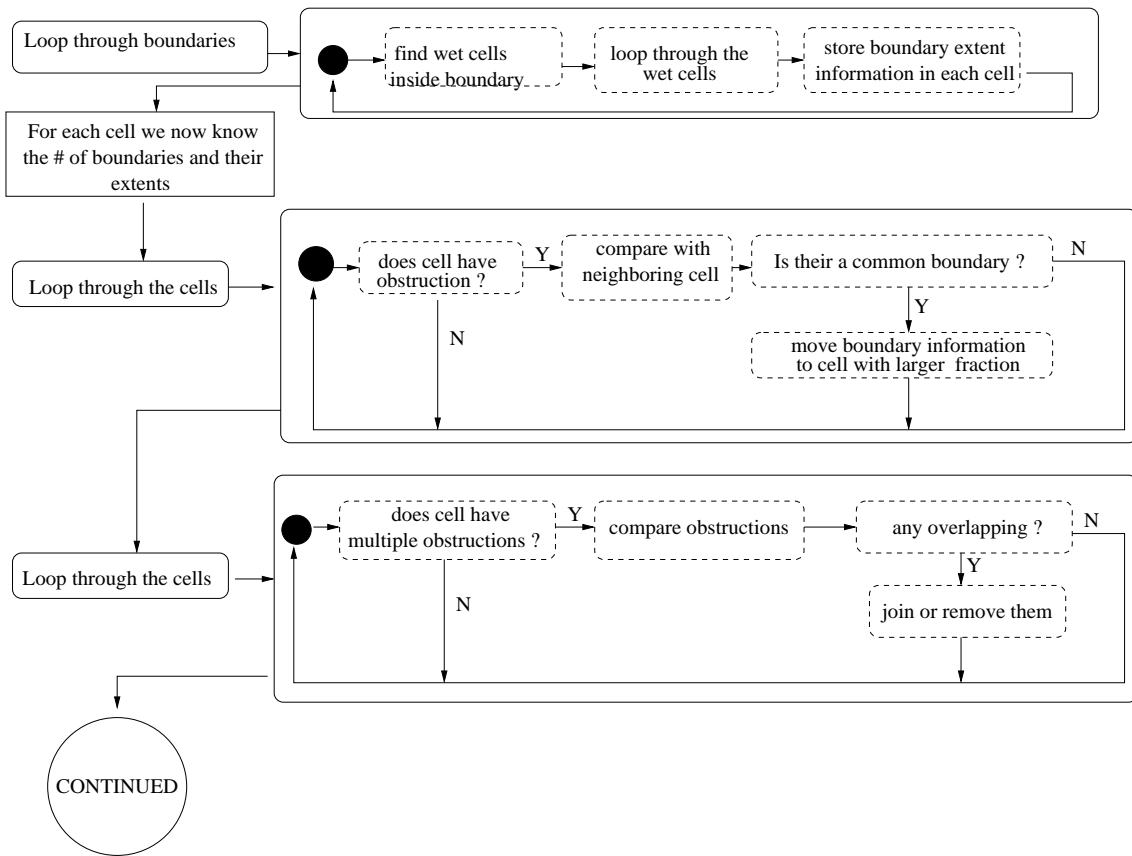 Loop through boundaries
find wet cells
inside boundary
loop through the
wet cells
store boundary extent
information in each cell
For each cell we now know
the # of boundaries and their
extents
Loop through the cells
does cell have
obstruction ?
Y
compare with
neighboring cell
Is their a common boundary ?
N
N
Y
move boundary information
to cell with larger fraction
Loop through the cells
does cell have
multiple obstructions ?
Y
compare obstructions
any overlapping ?
N
N
Y
join or remove them
CONTINUED